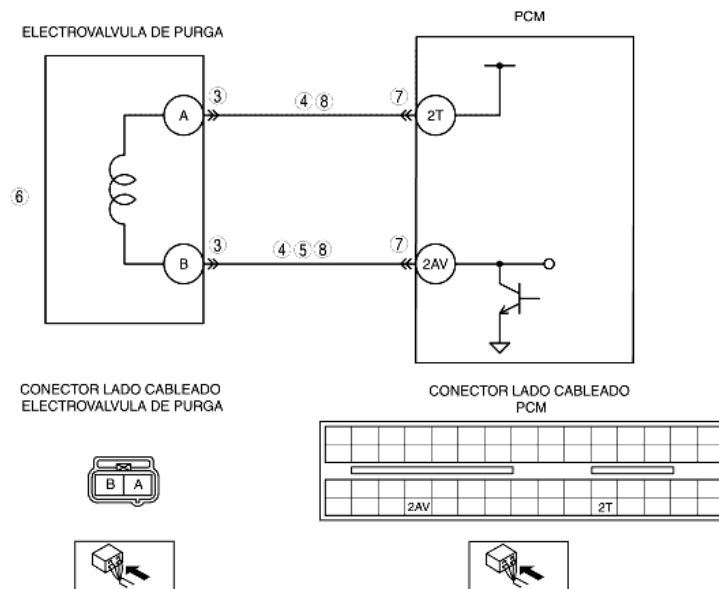 PCM
ELECTROVALVULA DE PURGA
3
4 8
7
A
2T
6
3
4 5 8
7
B
2AV
CONECTOR LADO CABLEADO
ELECTROVALVULA DE PURGA
CONECTOR LADO CABLEADO
PCM
B A
2AV 2T